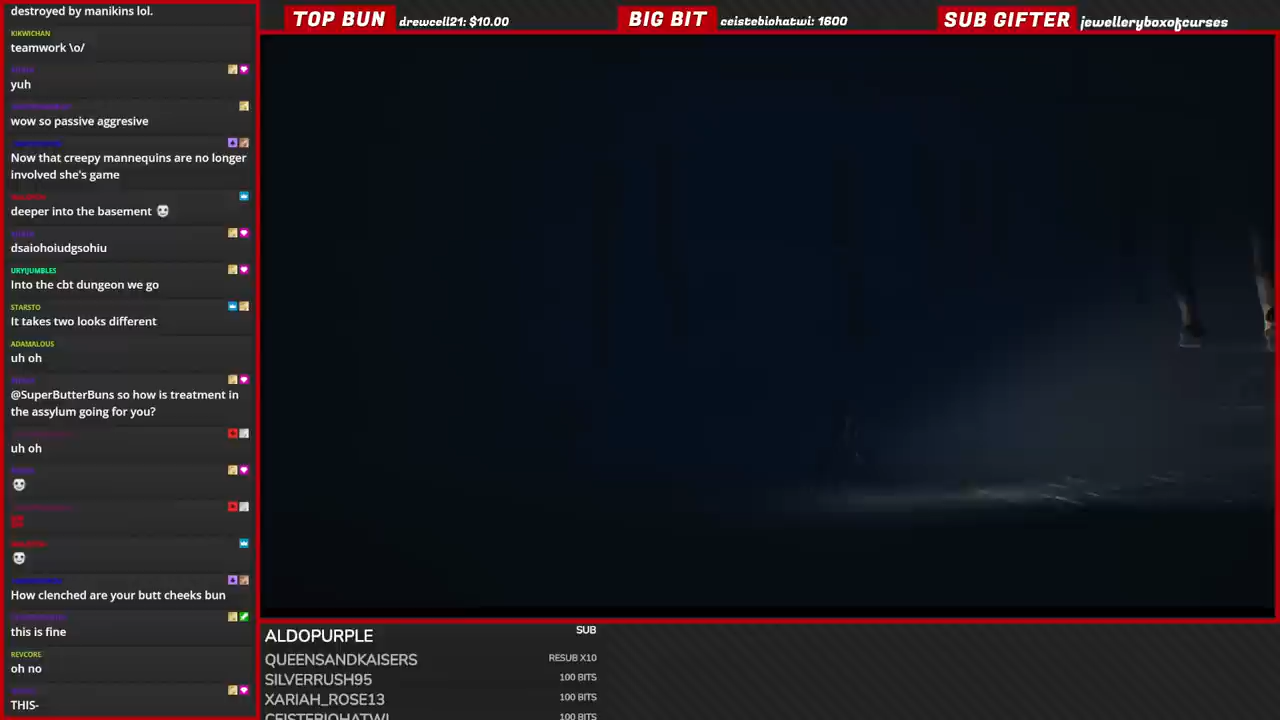 TOP BUN drewcell21: $10.00 BIG BIT ceistebiohatwi: 1600 SUB GIFTER jewelleryboxofcurses
destroyed by manikins lol.
KIKWICHAN
teamwork \o/
yuh
wow so passive aggresive
Now that creepy mannequins are no longer
involved she's game
deeper into the basement
dsaiohoiudgsohiu
URYIJUMBLES
Into the cbt dungeon we go
STARSTO
It takes two looks different
ADAMALOUS
uh oh
@SuperButterBuns so how is treatment in
the assylum going for you?
uh oh
How clenched are your butt cheeks bun
this is fine
REVCORE
oh no
THIS-
ALDOPURPLE SUB
QUEENSANDKAISERS RESUB X10
SILVERRUSH95 100 BITS
XARIAH_ROSE13 100 BITS
CEISTEBIOHATWI 100 BITS